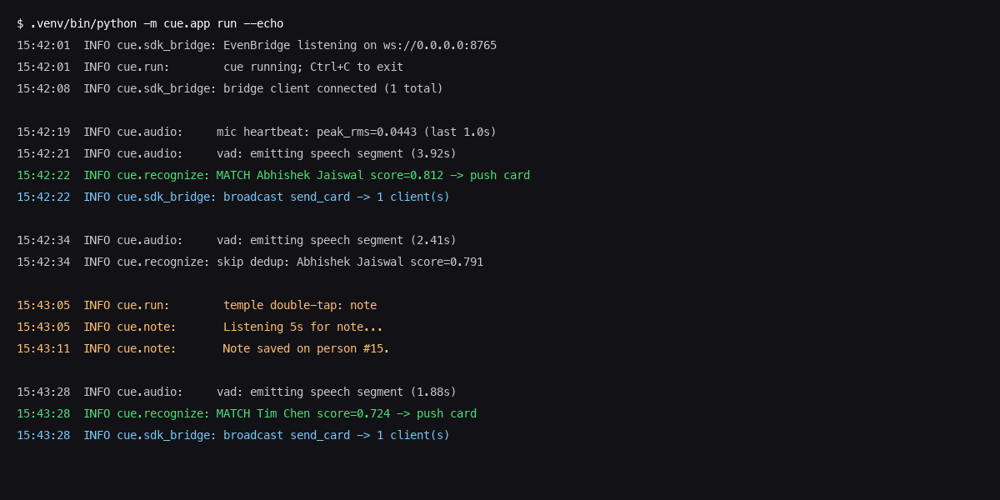 $ .venv/bin/python -m cue.app run --echo
15:42:01  INFO cue.sdk_bridge: EvenBridge listening on ws://0.0.0.0:8765
15:42:01  INFO cue.run:        cue running; Ctrl+C to exit
15:42:08  INFO cue.sdk_bridge: bridge client connected (1 total)
15:42:19  INFO cue.audio:     mic heartbeat: peak_rms=0.0443 (last 1.0s)
15:42:21  INFO cue.audio:     vad: emitting speech segment (3.92s)
15:42:22  INFO cue.recognize: MATCH Abhishek Jaiswal score=0.812 -> push card
15:42:22  INFO cue.sdk_bridge: broadcast send_card -> 1 client(s)
15:42:34  INFO cue.audio:     vad: emitting speech segment (2.41s)
15:42:34  INFO cue.recognize: skip dedup: Abhishek Jaiswal score=0.791
15:43:05  INFO cue.run:        temple double-tap: note
15:43:05  INFO cue.note:       Listening 5s for note...
15:43:11  INFO cue.note:       Note saved on person #15.
15:43:28  INFO cue.audio:     vad: emitting speech segment (1.88s)
15:43:28  INFO cue.recognize: MATCH Tim Chen score=0.724 -> push card
15:43:28  INFO cue.sdk_bridge: broadcast send_card -> 1 client(s)